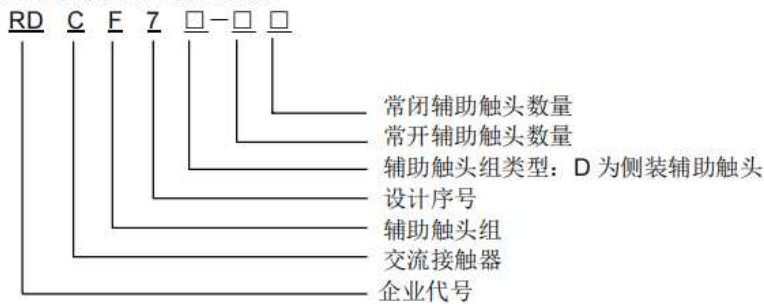 RD C F 7 □－□ □
常闭辅助触头数量
常开辅助触头数量
辅助触头组类型：D 为侧装辅助触头
设计序号
辅助触头组
交流接触器
企业代号